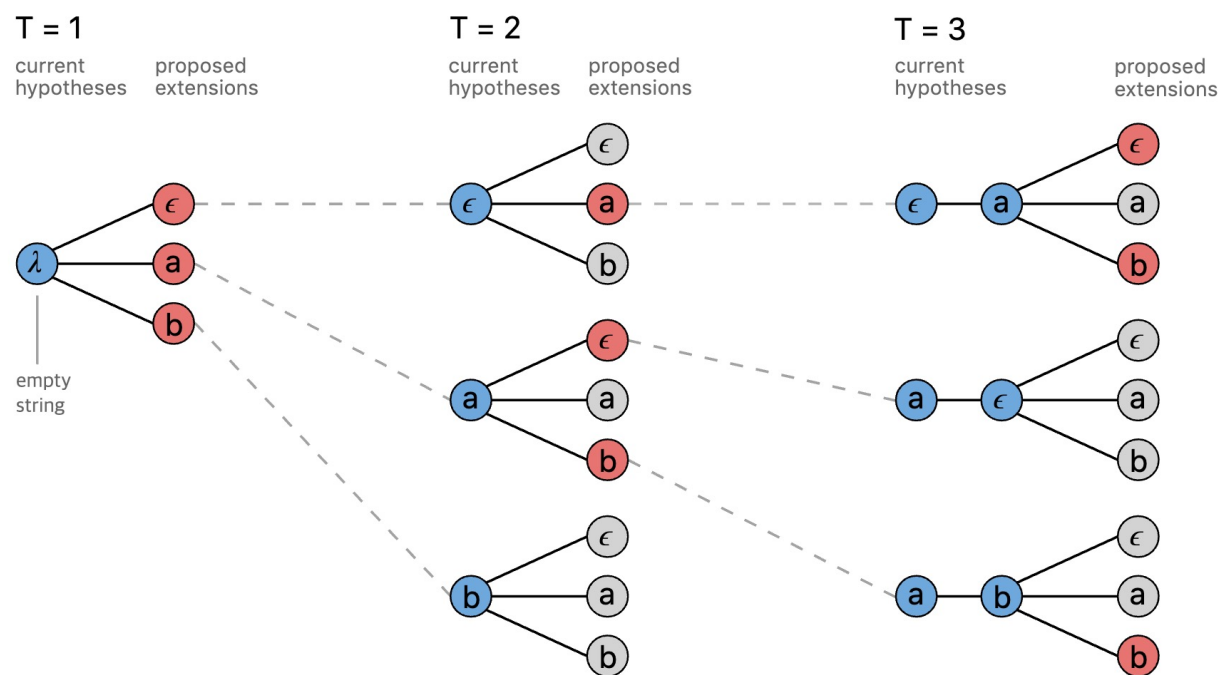 T = 1
T = 2
T = 3
current hypotheses
proposed extensions
current hypotheses
proposed extensions
current hypotheses
proposed extensions
λ
ϵ
a
b
empty
string
ϵ
ϵ
a
b
a
ϵ
a
b
b
ϵ
a
b
ϵ a
ϵ
a
b
a ϵ
ϵ
a
b
a b
ϵ
a
b